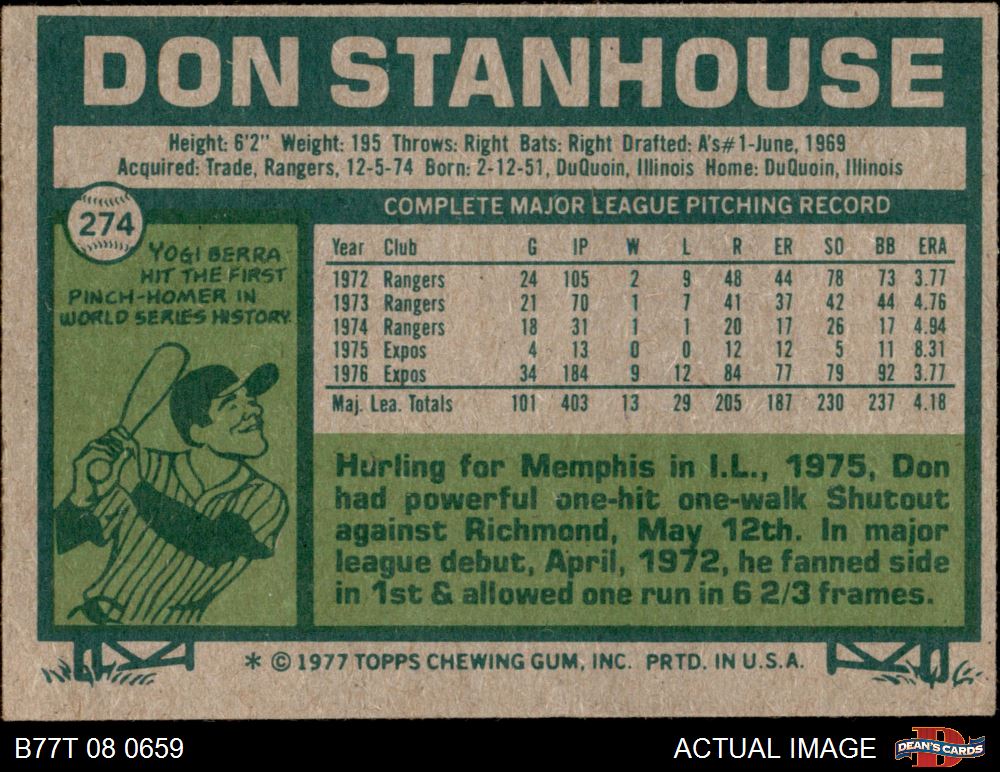 DON STANHOUSE
Height: 6'2" Weight: 195 Throws: Right Bats: Right Drafted: A's#1-June, 1969
Acquired: Trade, Rangers, 12-5-74 Born: 2-12-51, DuQuoin, Illinois Home: DuQuoin, Illinois
274
YOGI BERRA
HIT THE FIRST
PINCH-HOMER IN
WORLD SERIES HISTORY.
COMPLETE MAJOR LEAGUE PITCHING RECORD
Year Club G IP W L R ER SO BB ERA
1972 Rangers 24 105 2 9 48 44 78 73 3.77
1973 Rangers 21 70 1 7 41 37 42 44 4.76
1974 Rangers 18 31 1 1 20 17 26 17 4.94
1975 Expos 4 13 0 0 12 12 5 11 8.31
1976 Expos 34 184 9 12 84 77 79 92 3.77
Maj. Lea. Totals 101 403 13 29 205 187 230 237 4.18
Hurling for Memphis in I.L., 1975, Don
had powerful one-hit one-walk Shutout
against Richmond, May 12th. In major
league debut, April, 1972, he fanned side
in 1st & allowed one run in 6 2/3 frames.
* © 1977 TOPPS CHEWING GUM, INC. PRTD. IN U.S.A.
B77T 08 0659
ACTUAL IMAGE
D
DEAN'S CARDS